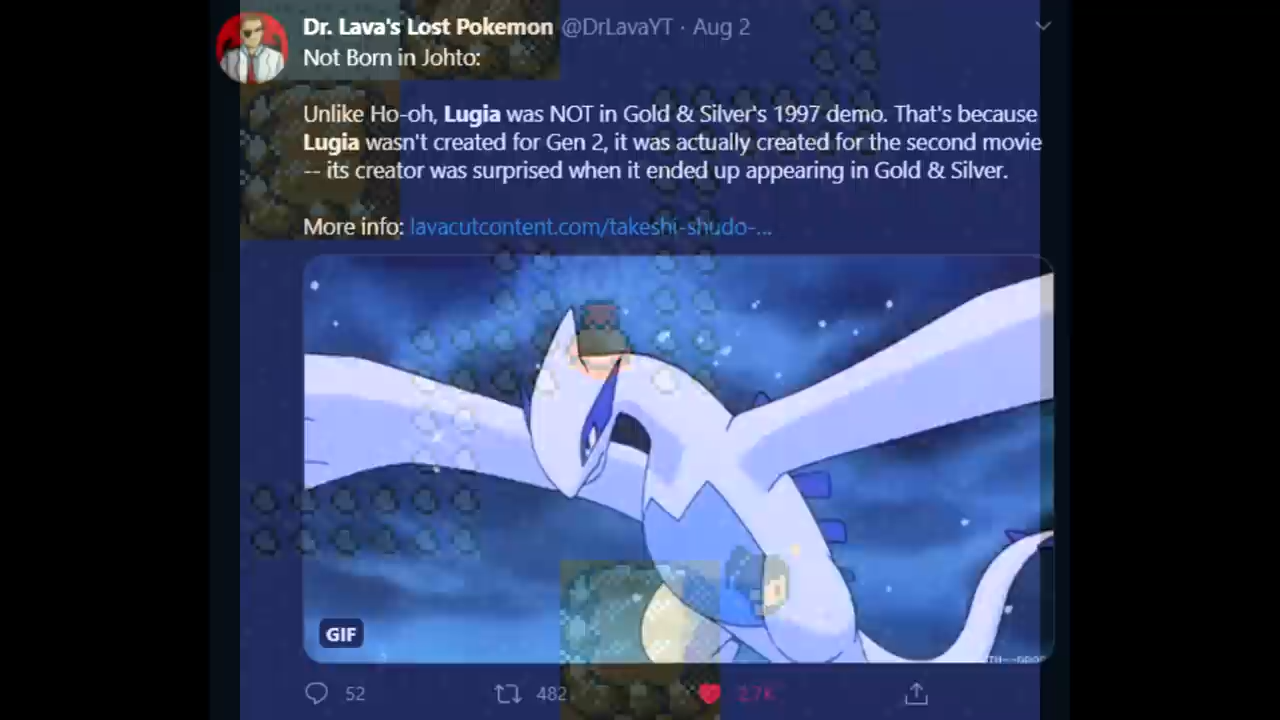 Dr. Lava's Lost Pokemon @DrLavaYT · Aug 2
Not Born in Johto:
Unlike Ho-oh, Lugia was NOT in Gold & Silver's 1997 demo. That's because
Lugia wasn't created for Gen 2, it was actually created for the second movie
-- its creator was surprised when it ended up appearing in Gold & Silver.
More info: lavacutcontent.com/takeshi-shudo-...
GIF
52 482 2.7K